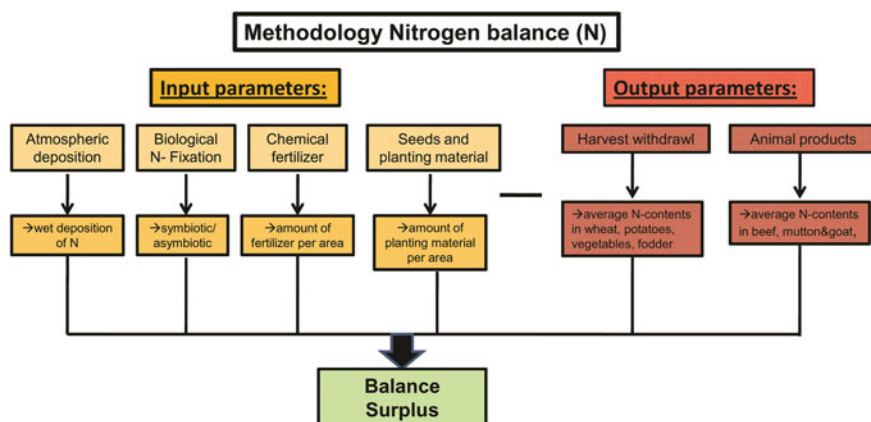 Methodology Nitrogen balance (N)
Input parameters:
Output parameters:
Atmospheric
deposition
Biological
N- Fixation
Chemical
fertilizer
Seeds and
planting material
Harvest withdrawl
Animal products
→wet deposition
of N
→symbiotic/
asymbiotic
→amount of
fertilizer per area
→amount of
planting material
per area
→average N-contents
in wheat, potatoes,
vegetables, fodder
→average N-contents
in beef, mutton&goat,
Balance
Surplus